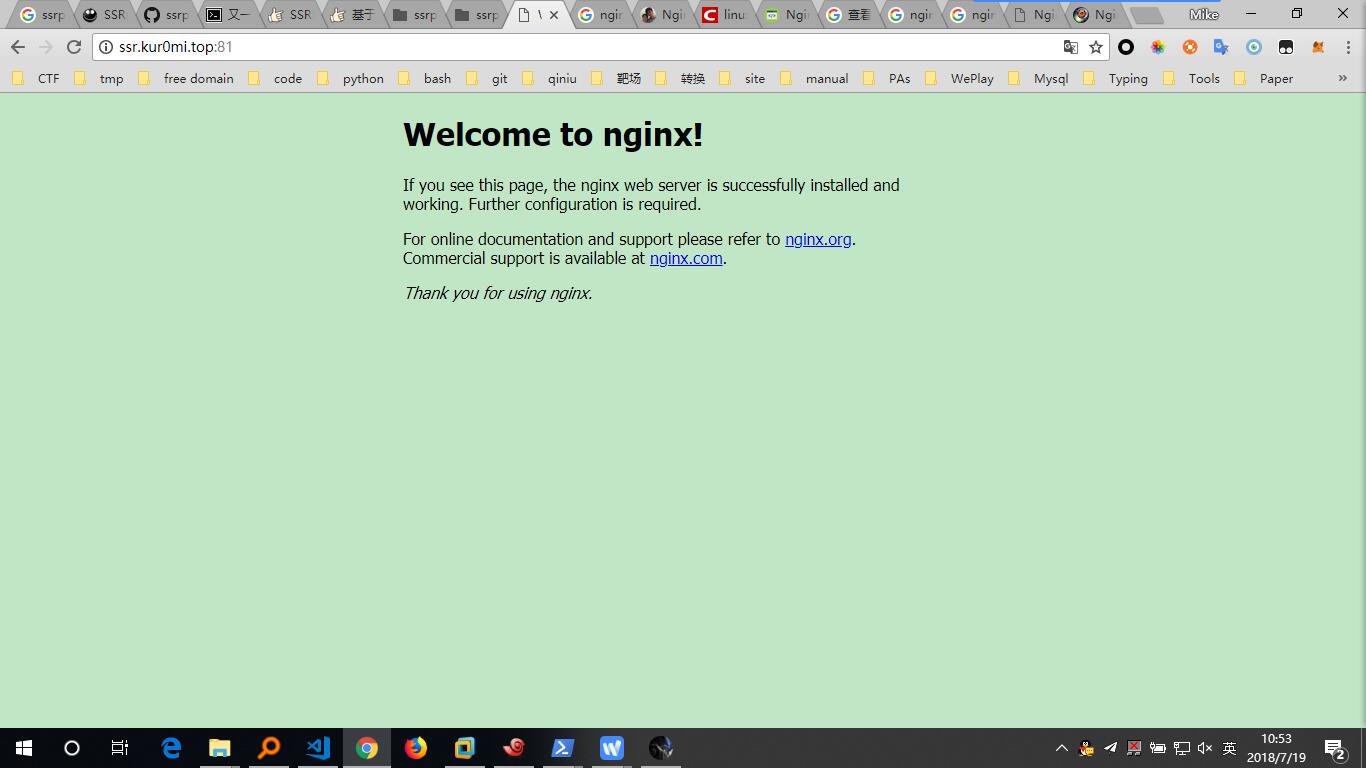 ssrp
SSR
ssrp
又一
SSR
基于
ssrp
ssrp
W
ngin
Ngi
linu
Ngi
查看
ngin
ngin
Ngi
Ngi
Mike
ssr.kur0mi.top:81
CTF tmp free domain code python bash git qiniu 靶场 转换 site manual PAs WePlay Mysql Typing Tools Paper »
Welcome to nginx!
If you see this page, the nginx web server is successfully installed and
working. Further configuration is required.
For online documentation and support please refer to nginx.org.
Commercial support is available at nginx.com.
Thank you for using nginx.
英
10:53
2018/7/19
2